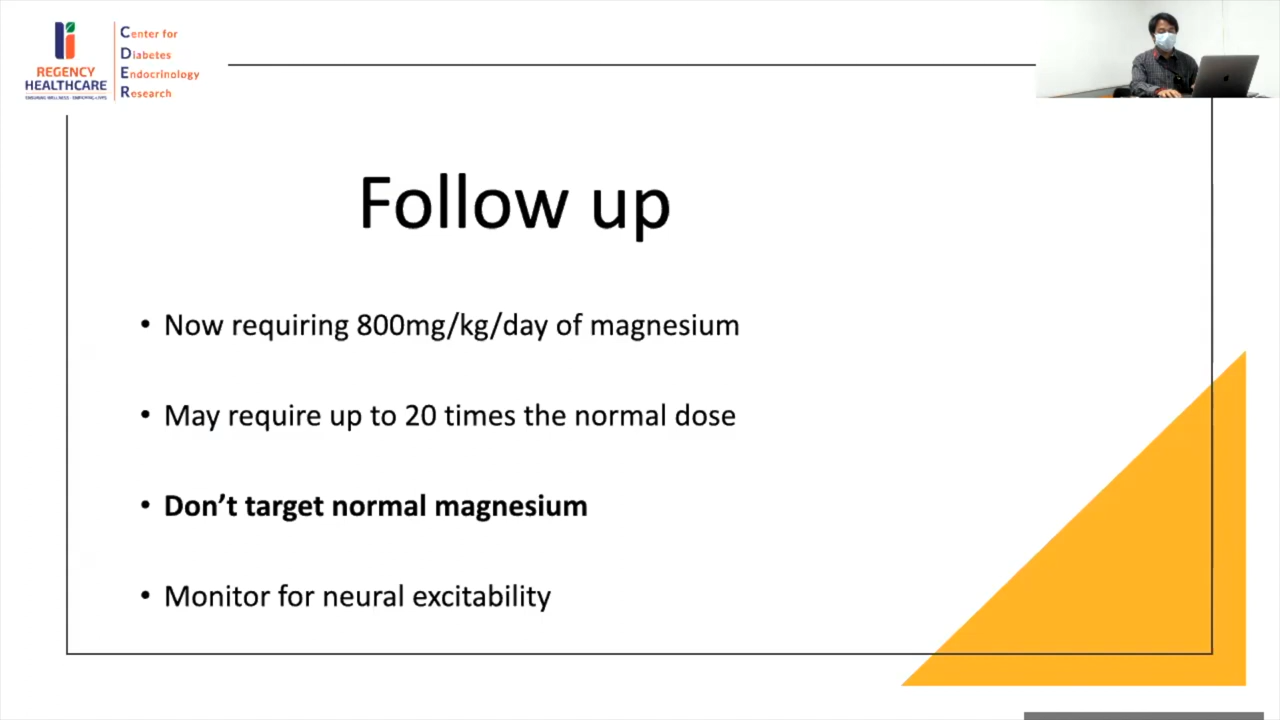 REGENCY
HEALTHCARE
Center for
Diabetes
Endocrinology
Research
Follow up
• Now requiring 800mg/kg/day of magnesium
• May require up to 20 times the normal dose
• Don't target normal magnesium
• Monitor for neural excitability